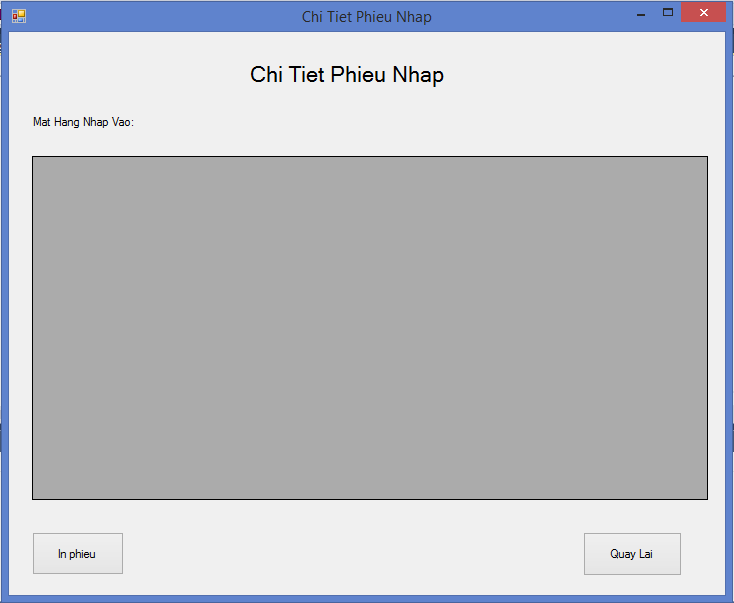 Chi Tiet Phieu Nhap
Chi Tiet Phieu Nhap
Mat Hang Nhap Vao:
In phieu
Quay Lai